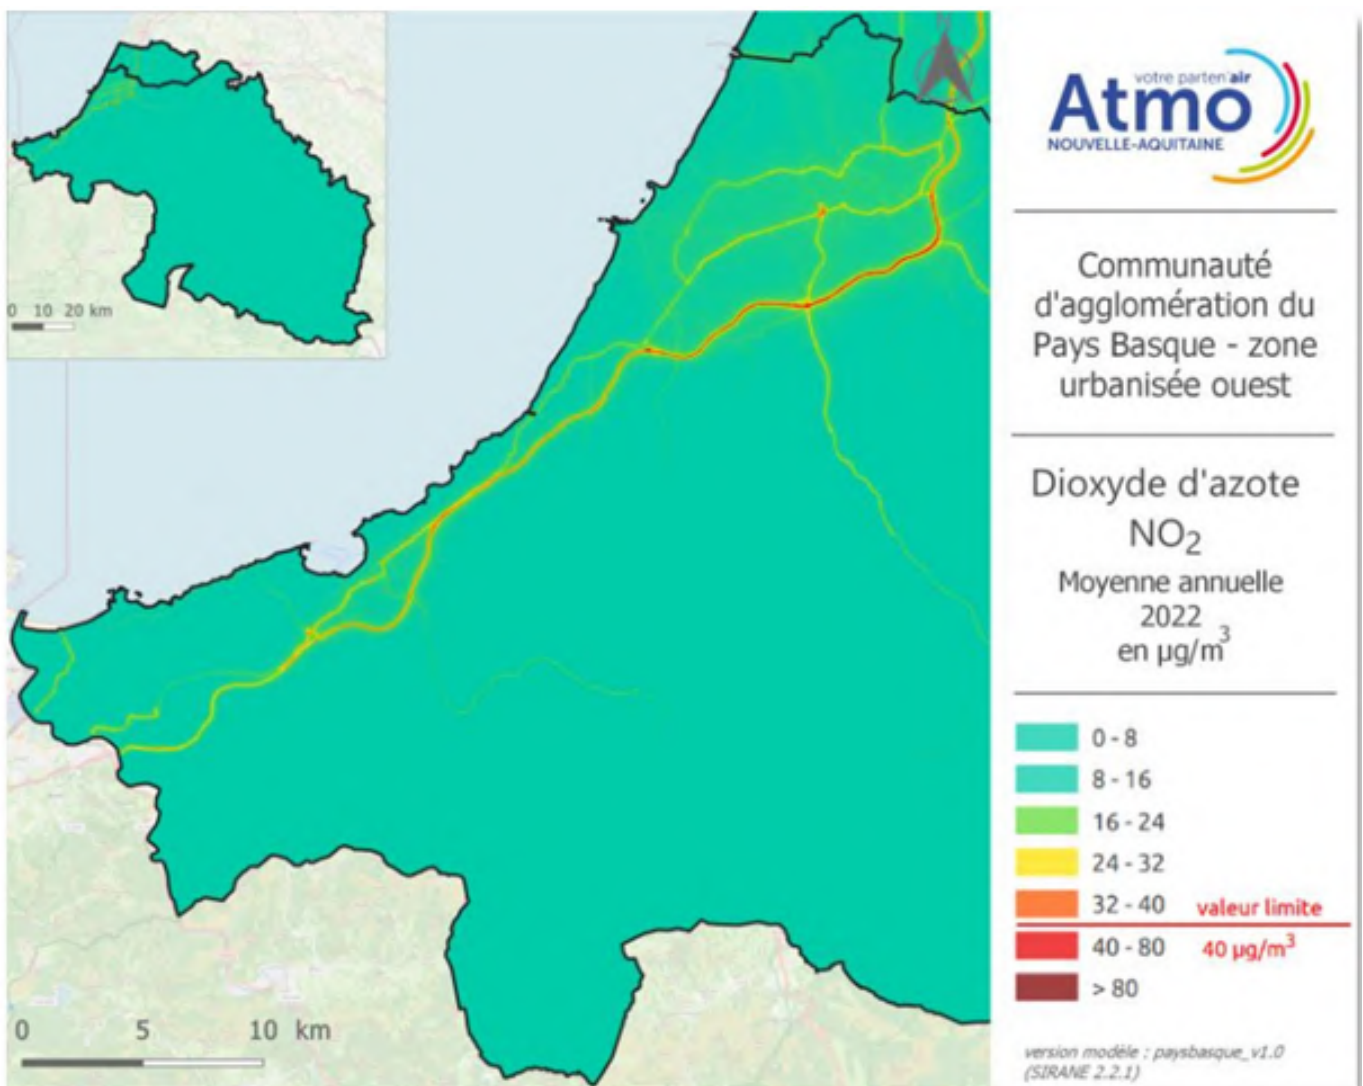 0 10 20 km
votre parten'air
Atmo
NOUVELLE-AQUITAINE
Communauté
d'agglomération du
Pays Basque - zone
urbanisée ouest
Dioxyde d'azote
NO₂
Moyenne annuelle
2022
en µg/m³
0 - 8
8 - 16
16 - 24
24 - 32
32 - 40 valeur limite
40 - 80 40 µg/m³
> 80
0 5 10 km
version modèle : paysbasque_v1.0
(SIRANE 2.2.1)